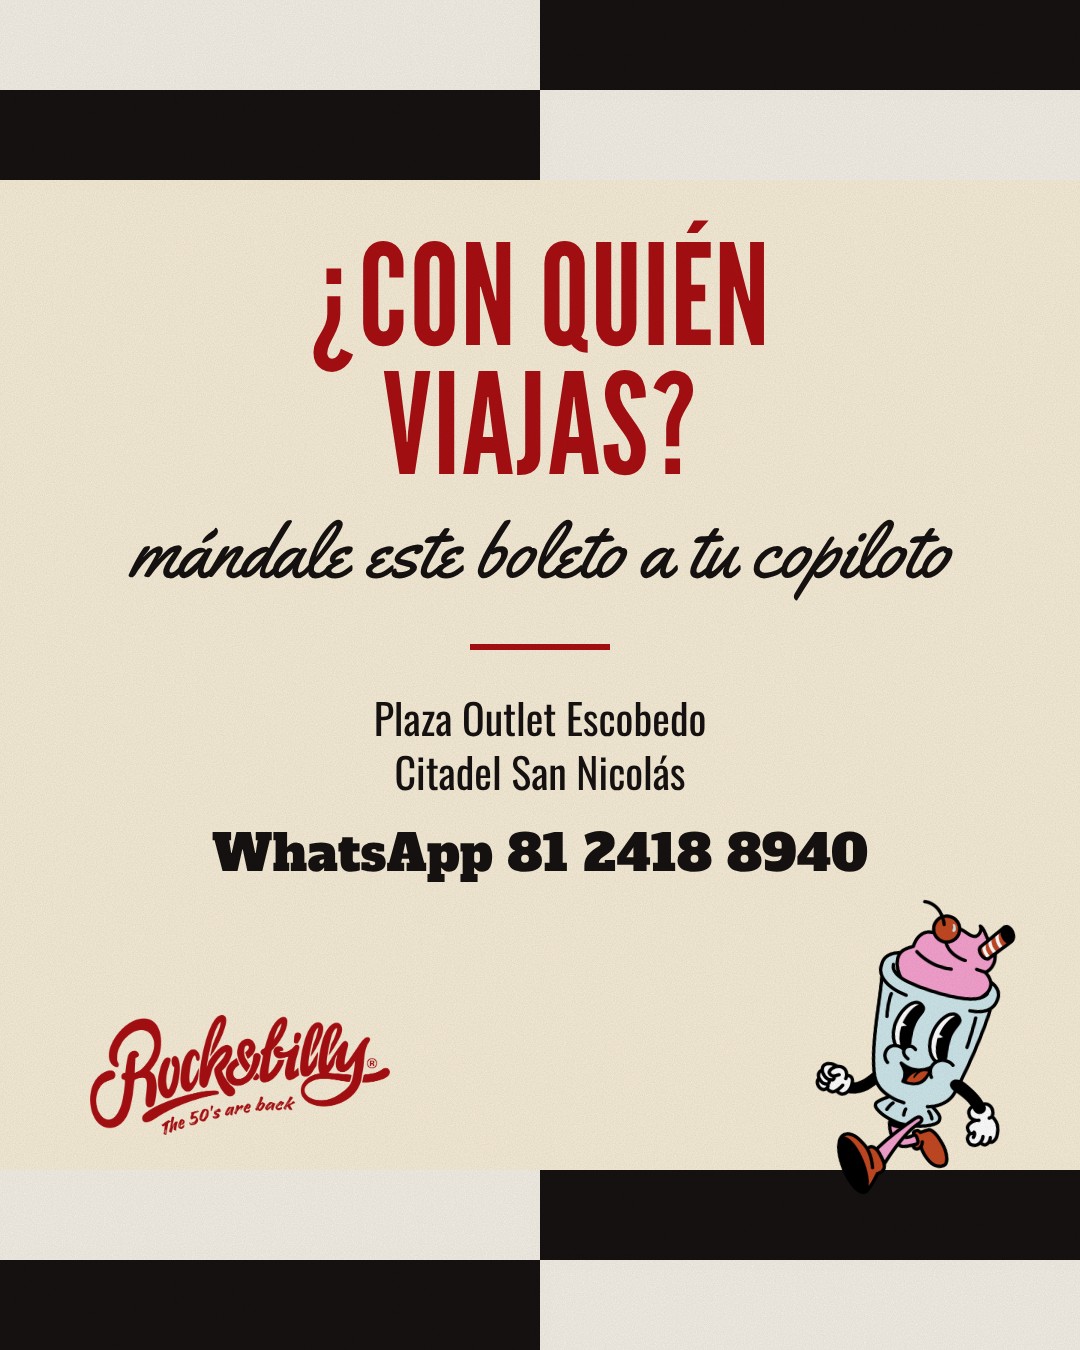 ¿CON QUIÉN
VIAJAS?
mándale este boleto a tu copiloto
Plaza Outlet Escobedo
Citadel San Nicolás
WhatsApp 81 2418 8940
Rock&billy®
The 50's are back